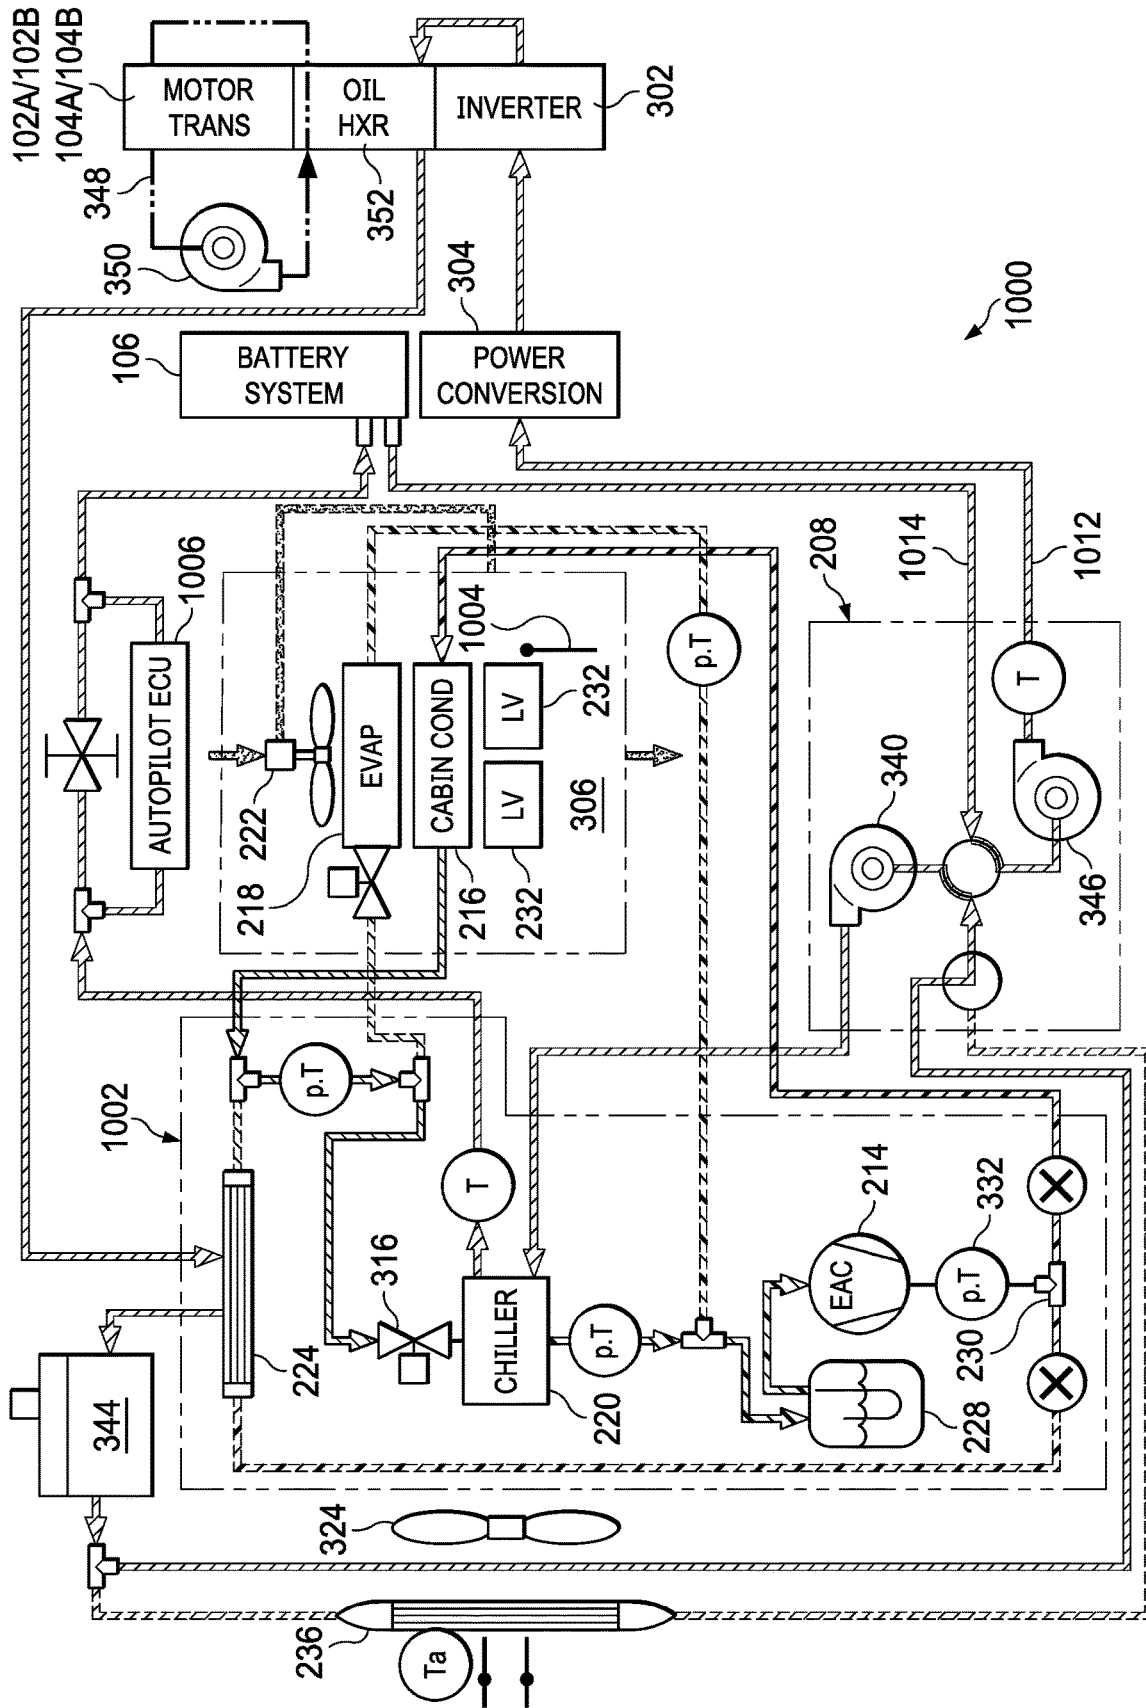 102A/102B
104A/104B
348
350
106
1002
344
MOTOR
TRANS
AUTOPILOT ECU
1006
222
218
224
236
BATTERY
SYSTEM
p.T
324
OIL
HXR
352
EVAP
316
Ta
CABIN COND
216
1004
T
304
INVERTER
302
POWER
CONVERSION
LV
232
LV
232
306
CHILLER
220
p.T
p.T
208
EAC
214
340
1014
p.T
332
230
228
1000
T
346
1012